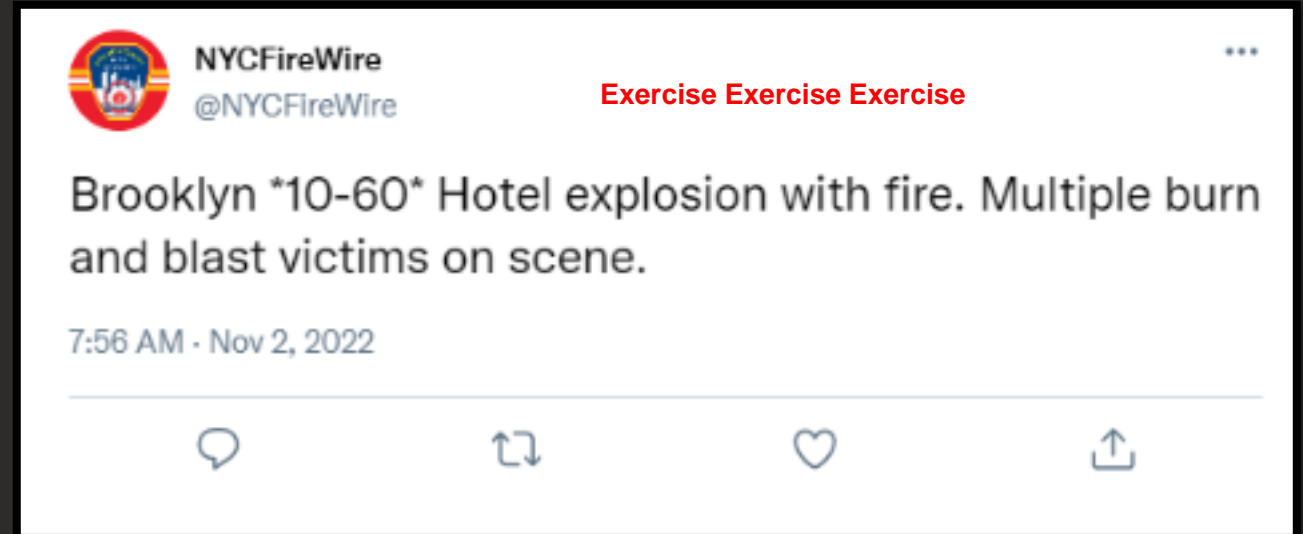 NYCFireWire
@NYCFireWire
Exercise Exercise Exercise
Brooklyn *10-60* Hotel explosion with fire. Multiple burn
and blast victims on scene.
7:56 AM · Nov 2, 2022